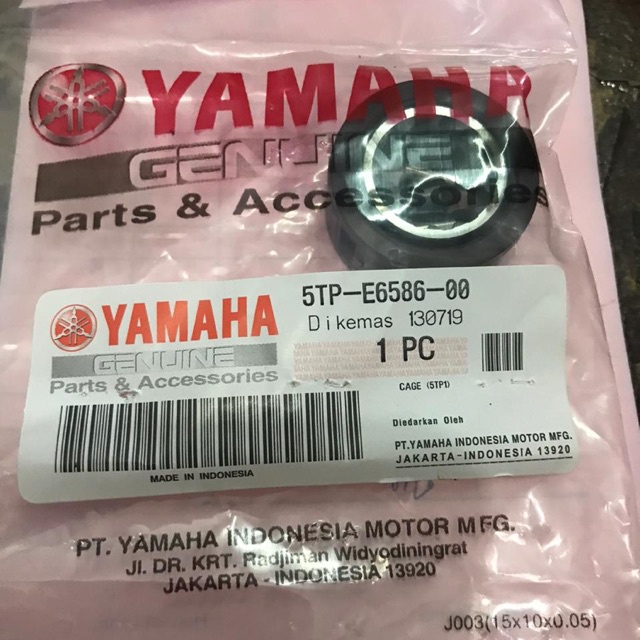 YAMAHA
GENUINE
Parts & Accessories
YAMAHA
GENUINE
Parts & Accessories
MADE IN INDONESIA
5TP-E6586-00
Dikemas 130719
1 PC
CAGE (5TP1)
Diedarkan Oleh
PT.YAMAHA INDONESIA MOTOR MFG.
JAKARTA-INDONESIA 13920
PT. YAMAHA INDONESIA MOTOR MFG.
Jl. DR. KRT. Radjiman Widyodiningrat
JAKARTA - INDONESIA 13920
J003(15x10x0.05)